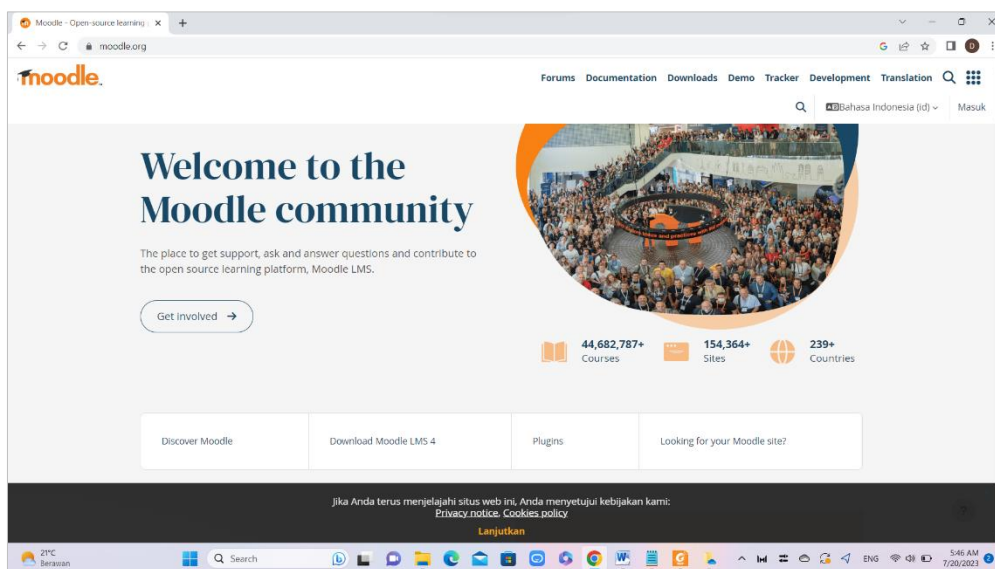 Moodle - Open-source learning
moodle.org
moodle
Forums Documentation Downloads Demo Tracker Development Translation
Bahasa Indonesia (id) Masuk
Welcome to the
Moodle community
The place to get support, ask and
answer questions and contribute to
the open source learning platform, Moodle LMS.
Get involved →
44,682,787+
Courses
154,364+
Sites
239+
Countries
Discover Moodle
Download Moodle LMS 4
Plugins
Looking for your Moodle site?
Jika Anda terus menjelajahi situs web ini, Anda menyetujui kebijakan kami:
Privacy notice, Cookies policy
Lanjutkan
21°C
Berawan
Search
ENG
5:46 AM
7/20/2023